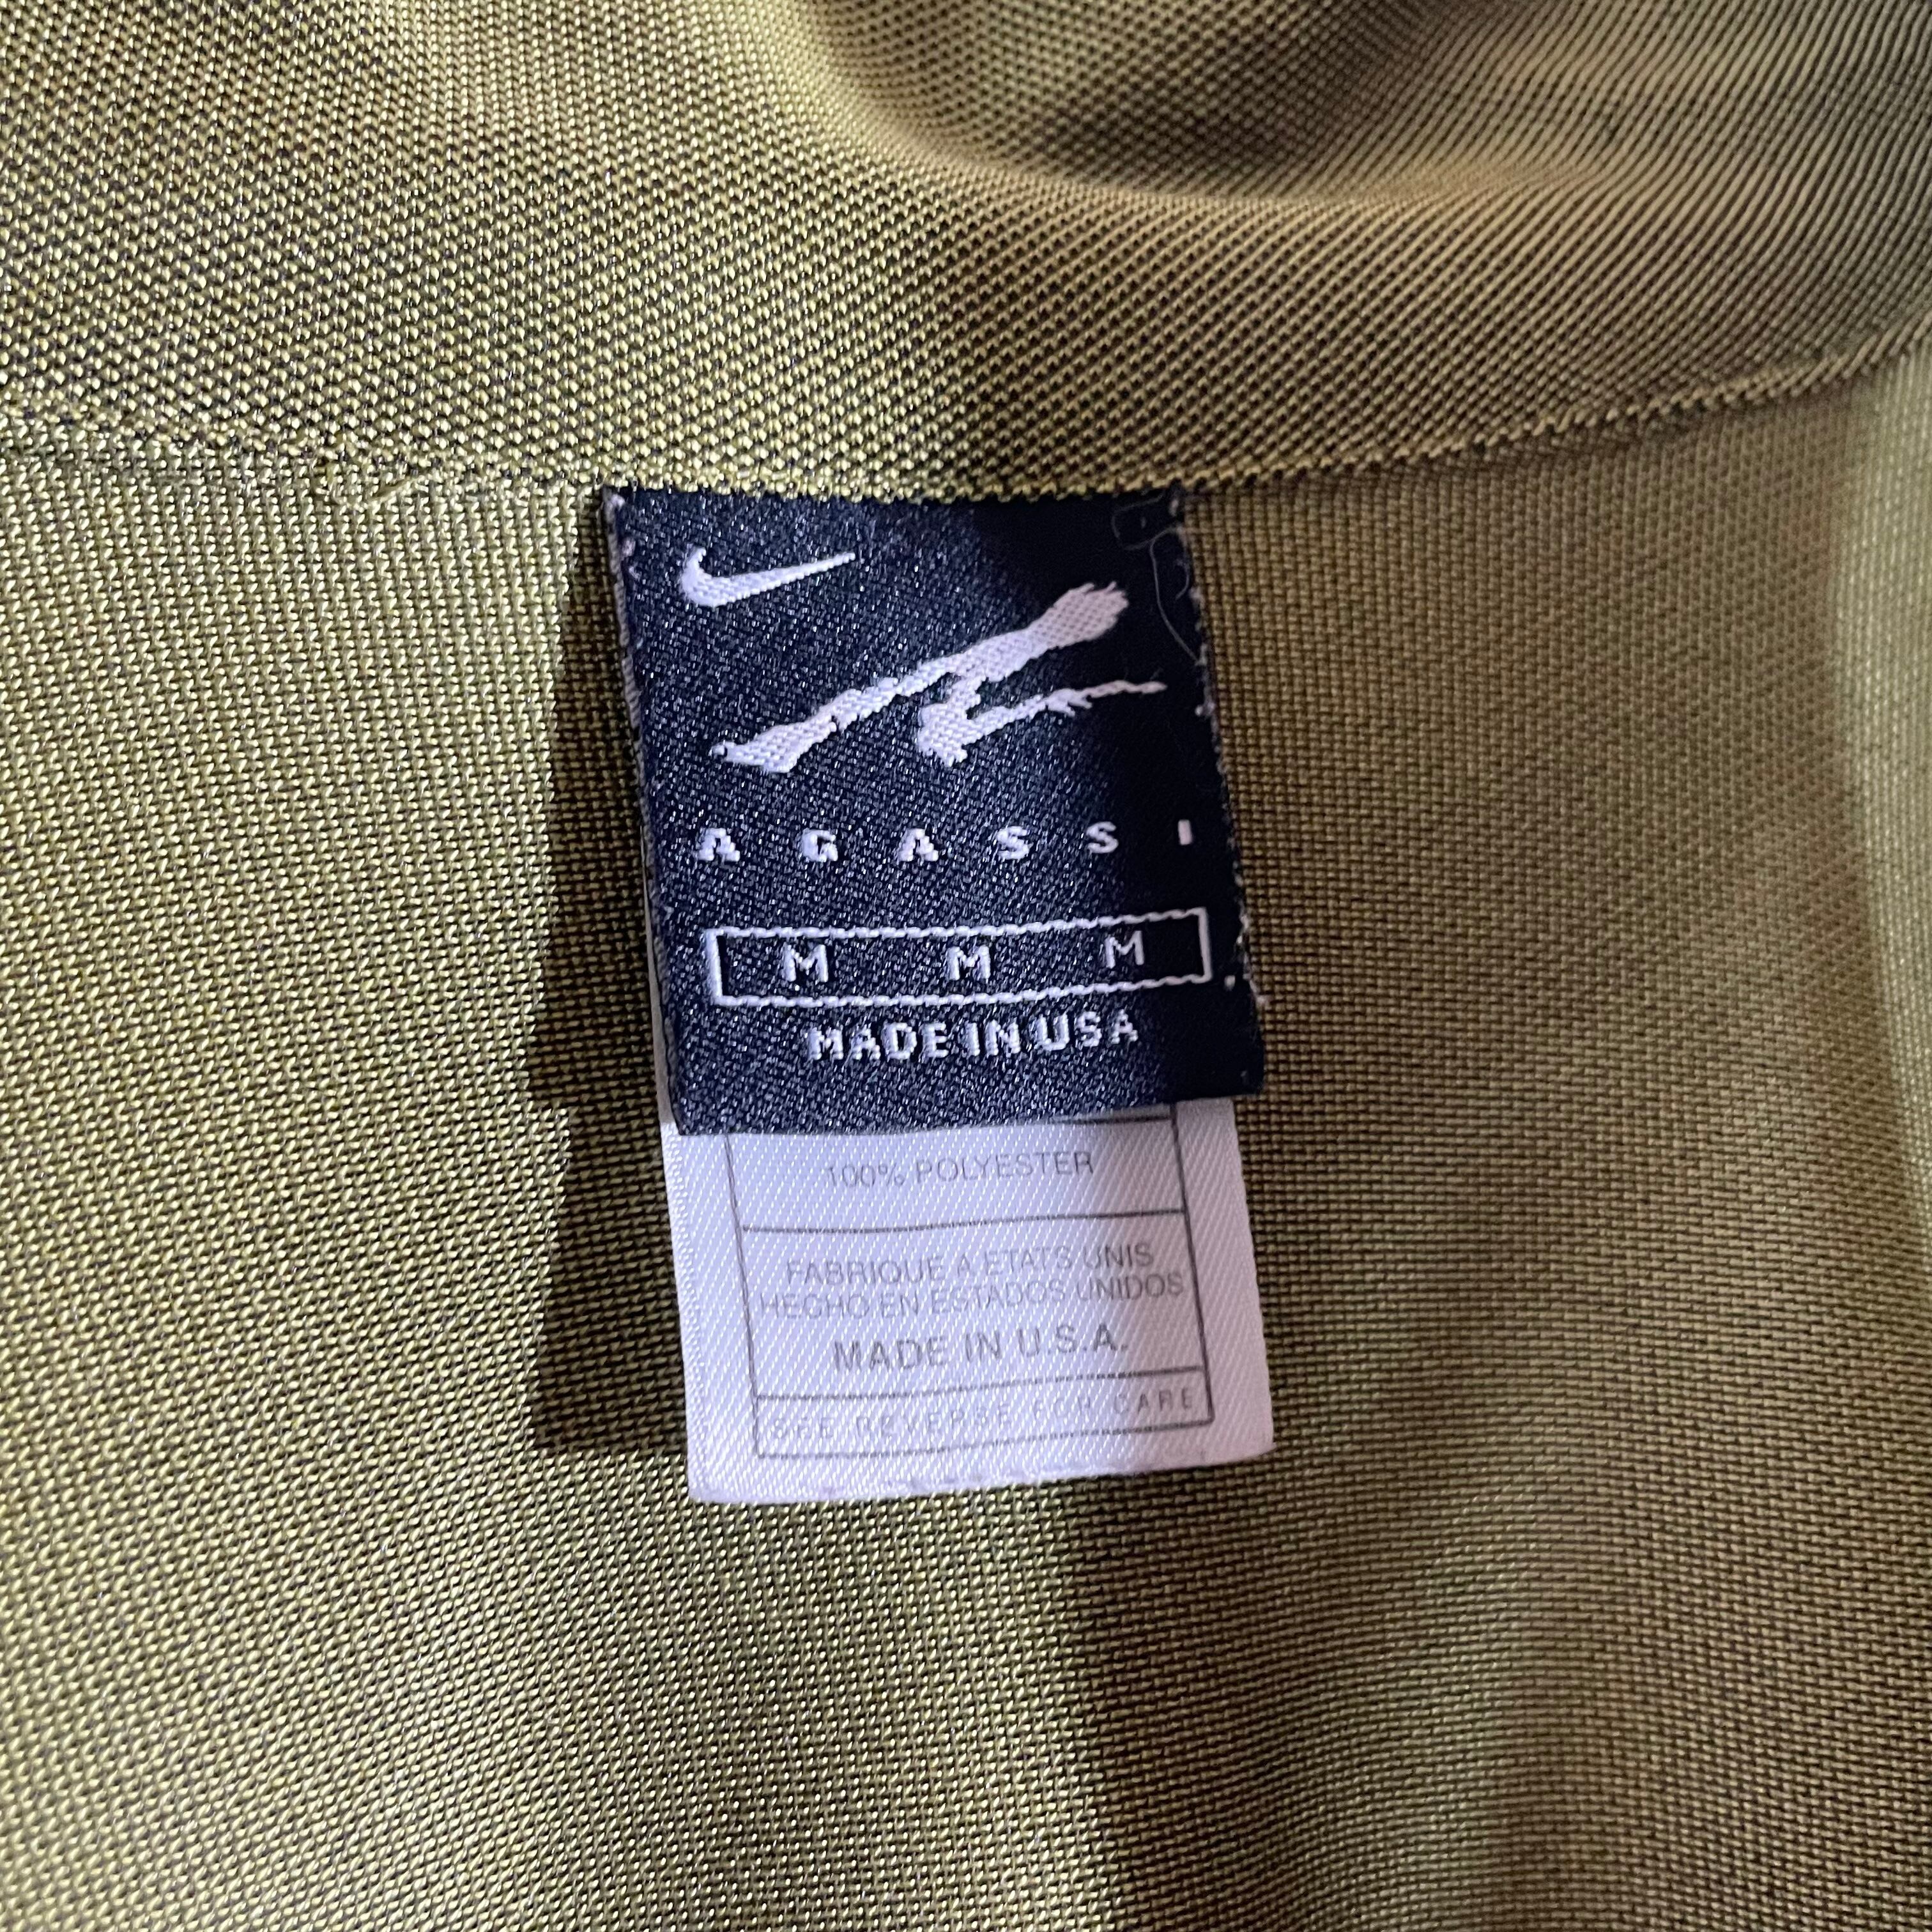 AGASSI
M M M
MADE IN USA
100% POLYESTER
FABRIQUE A ETATS UNIS
HECHO EN ESTADOS UNIDOS
MADE IN U.S.A.
SEE REVERSE FOR CARE